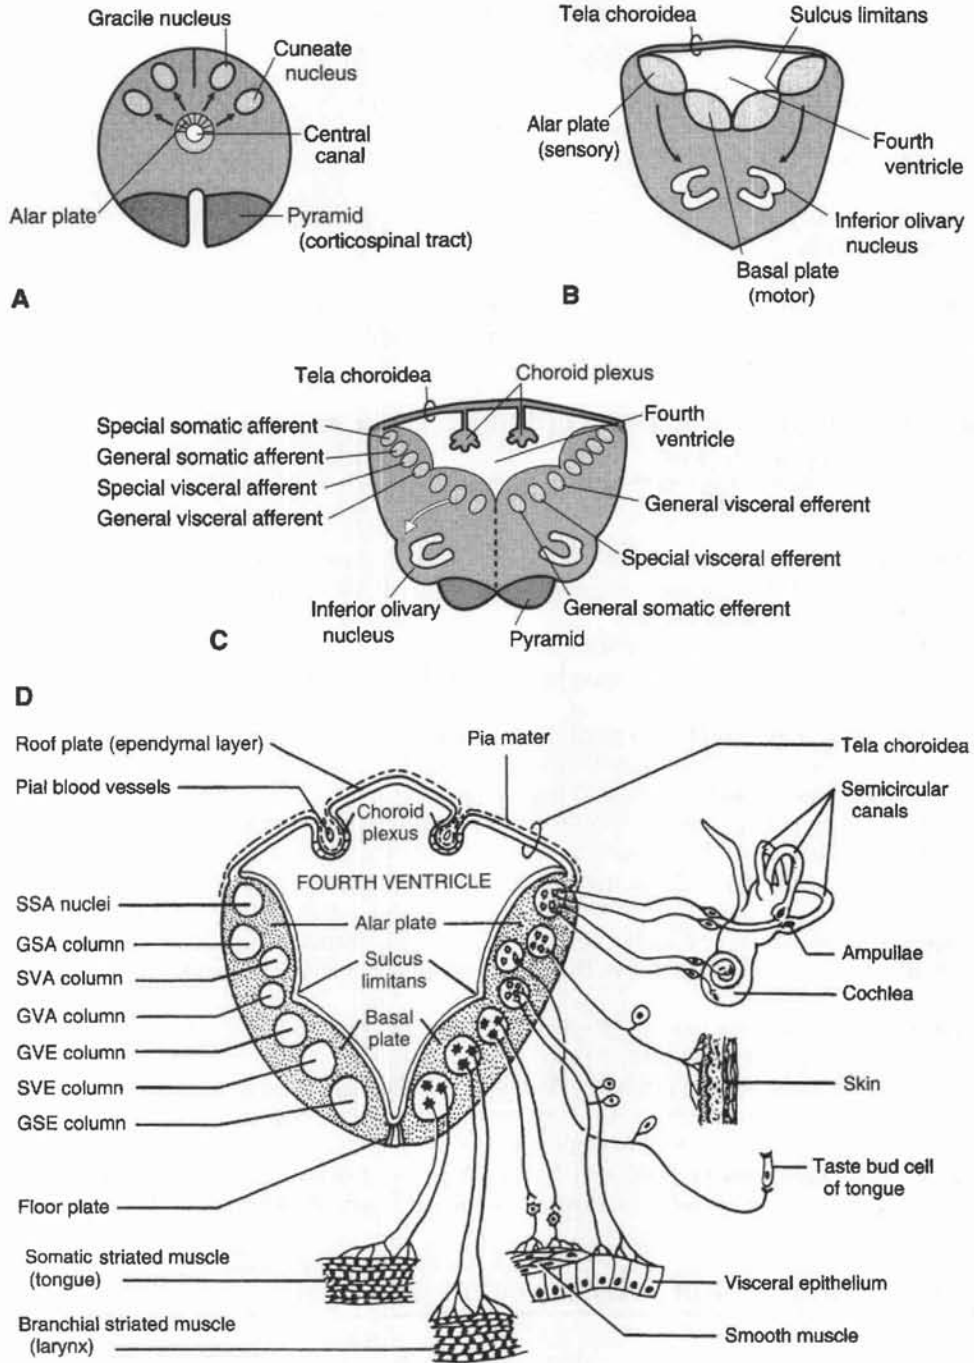 Gracile nucleus
Cuneate
nucleus
Central
canal
Alar plate
Pyramid
(corticospinal tract)
A
Tela choroidea
Sulcus limitans
Alar plate
(sensory)
Fourth
ventricle
Inferior olivary
nucleus
Basal plate
(motor)
B
Tela choroidea
Choroid plexus
Fourth
ventricle
Special somatic afferent
General somatic afferent
Special visceral afferent
General visceral afferent
General visceral efferent
Special visceral efferent
General somatic efferent
Inferior olivary
nucleus
Pyramid
C
D
Roof plate (ependymal layer)
Pia mater
Tela choroidea
Pial blood vessels
Choroid
plexus
Semicircular
canals
FOURTH VENTRICLE
SSA nuclei
Alar plate
GSA column
Ampullae
SVA column
Sulcus
limitans
Cochlea
GVA column
Basal
plate
GVE column
SVE column
Skin
GSE column
Taste bud cell
of tongue
Floor plate
Somatic striated muscle
(tongue)
Visceral epithelium
Branchial striated muscle
(larynx)
Smooth muscle